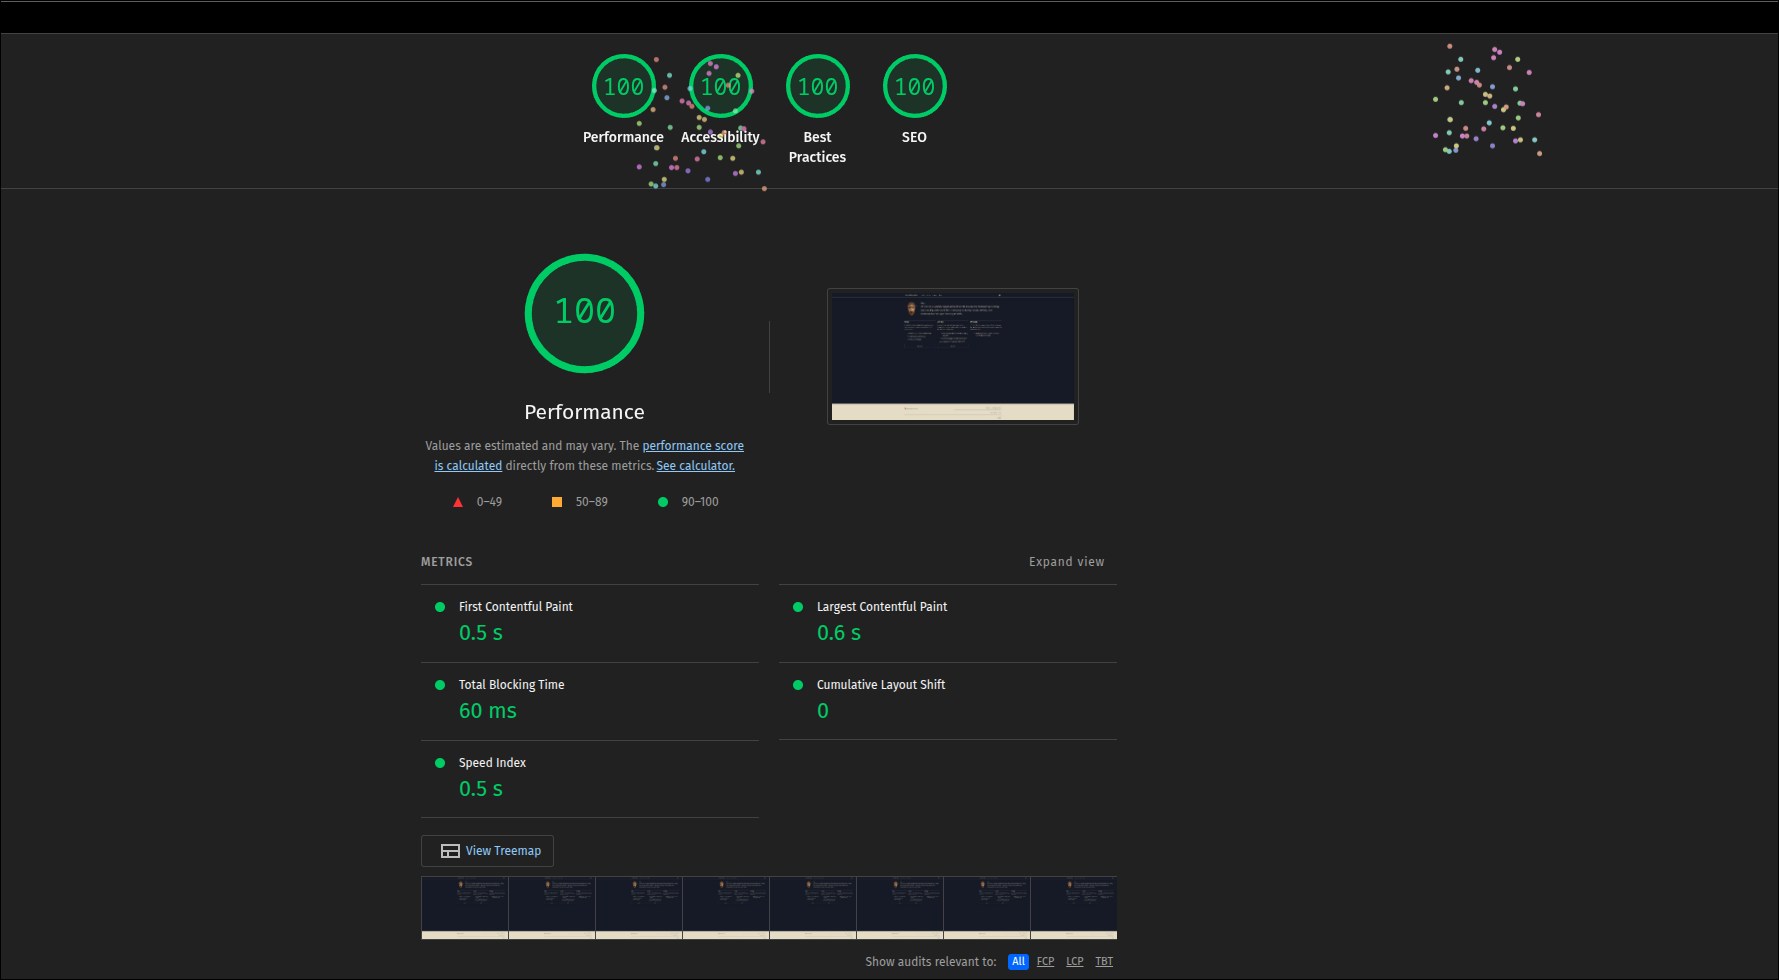 100
100
100
100
Performance
Accessibility
Best
Practices
SEO
100
Performance
Values are estimated and may vary. The performance score
is calculated directly from these metrics. See calculator.
0–49
50–89
90–100
METRICS
Expand view
First Contentful Paint
0.5 s
Largest Contentful Paint
0.6 s
Total Blocking Time
60 ms
Cumulative Layout Shift
0
Speed Index
0.5 s
View Treemap
Show audits relevant to: All FCP LCP TBT